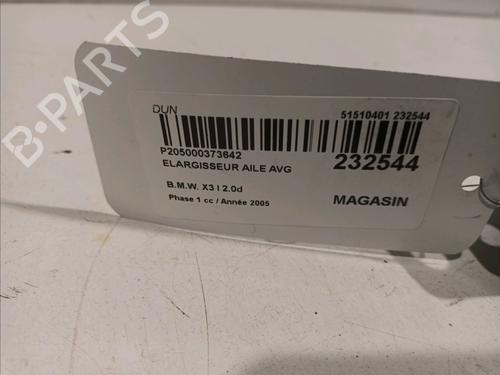 B-PARTS
DUN
51510401 232544
P205000373642
ELARGISSEUR AILE AVG
232544
B.M.W. X3 I 2.0d
Phase 1 cc / Année 2005
MAGASIN